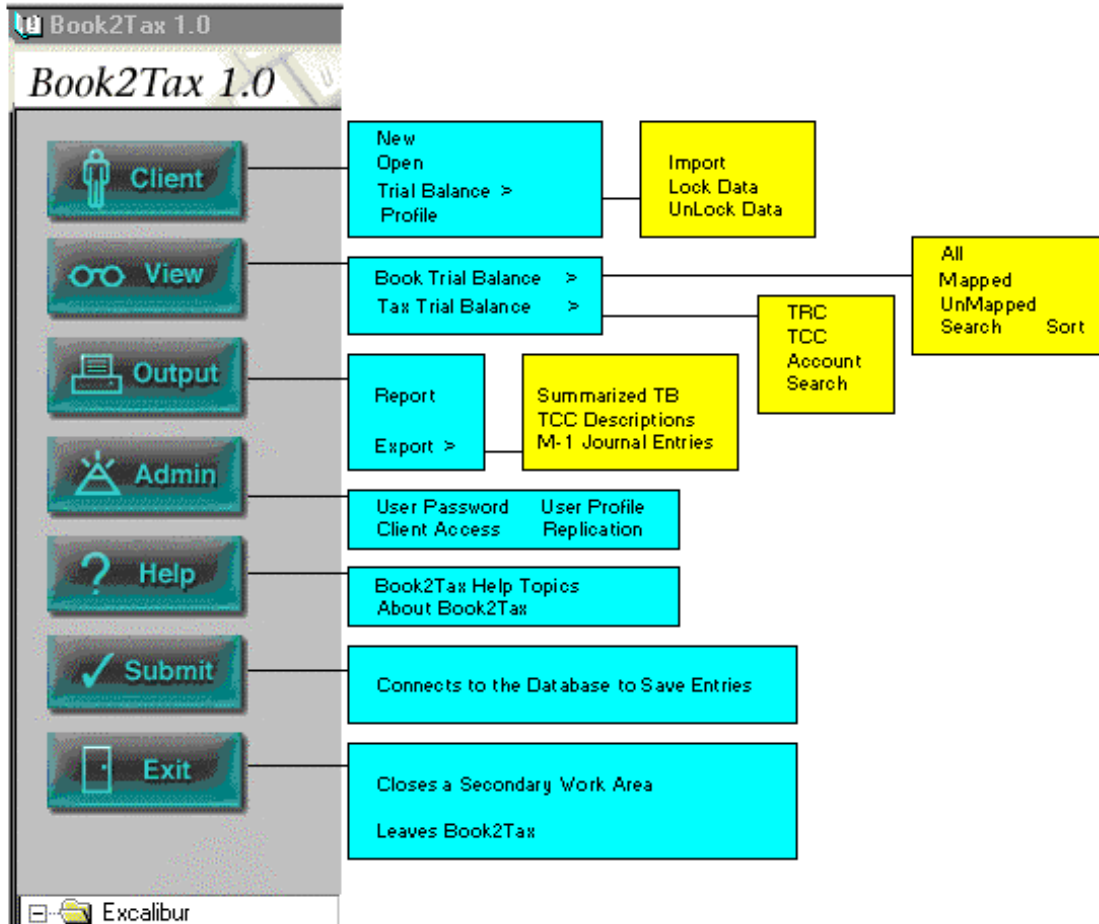 Book2Tax 1.0
Book2Tax 1.0
Client
New
Open
Trial Balance >
Profile
Import
Lock Data
UnLock Data
View
Book Trial Balance >
Tax Trial Balance >
All
Mapped
UnMapped
Search Sort
TRC
TCC
Account
Search
Output
Report
Export >
Summarized TB
TCC Descriptions
M-1 Journal Entries
Admin
User Password User Profile
Client Access Replication
Help
Book2Tax Help Topics
About Book2Tax
Submit
Connects to the Database to Save Entries
Exit
Closes a Secondary Work Area
Leaves Book2Tax
Excalibur